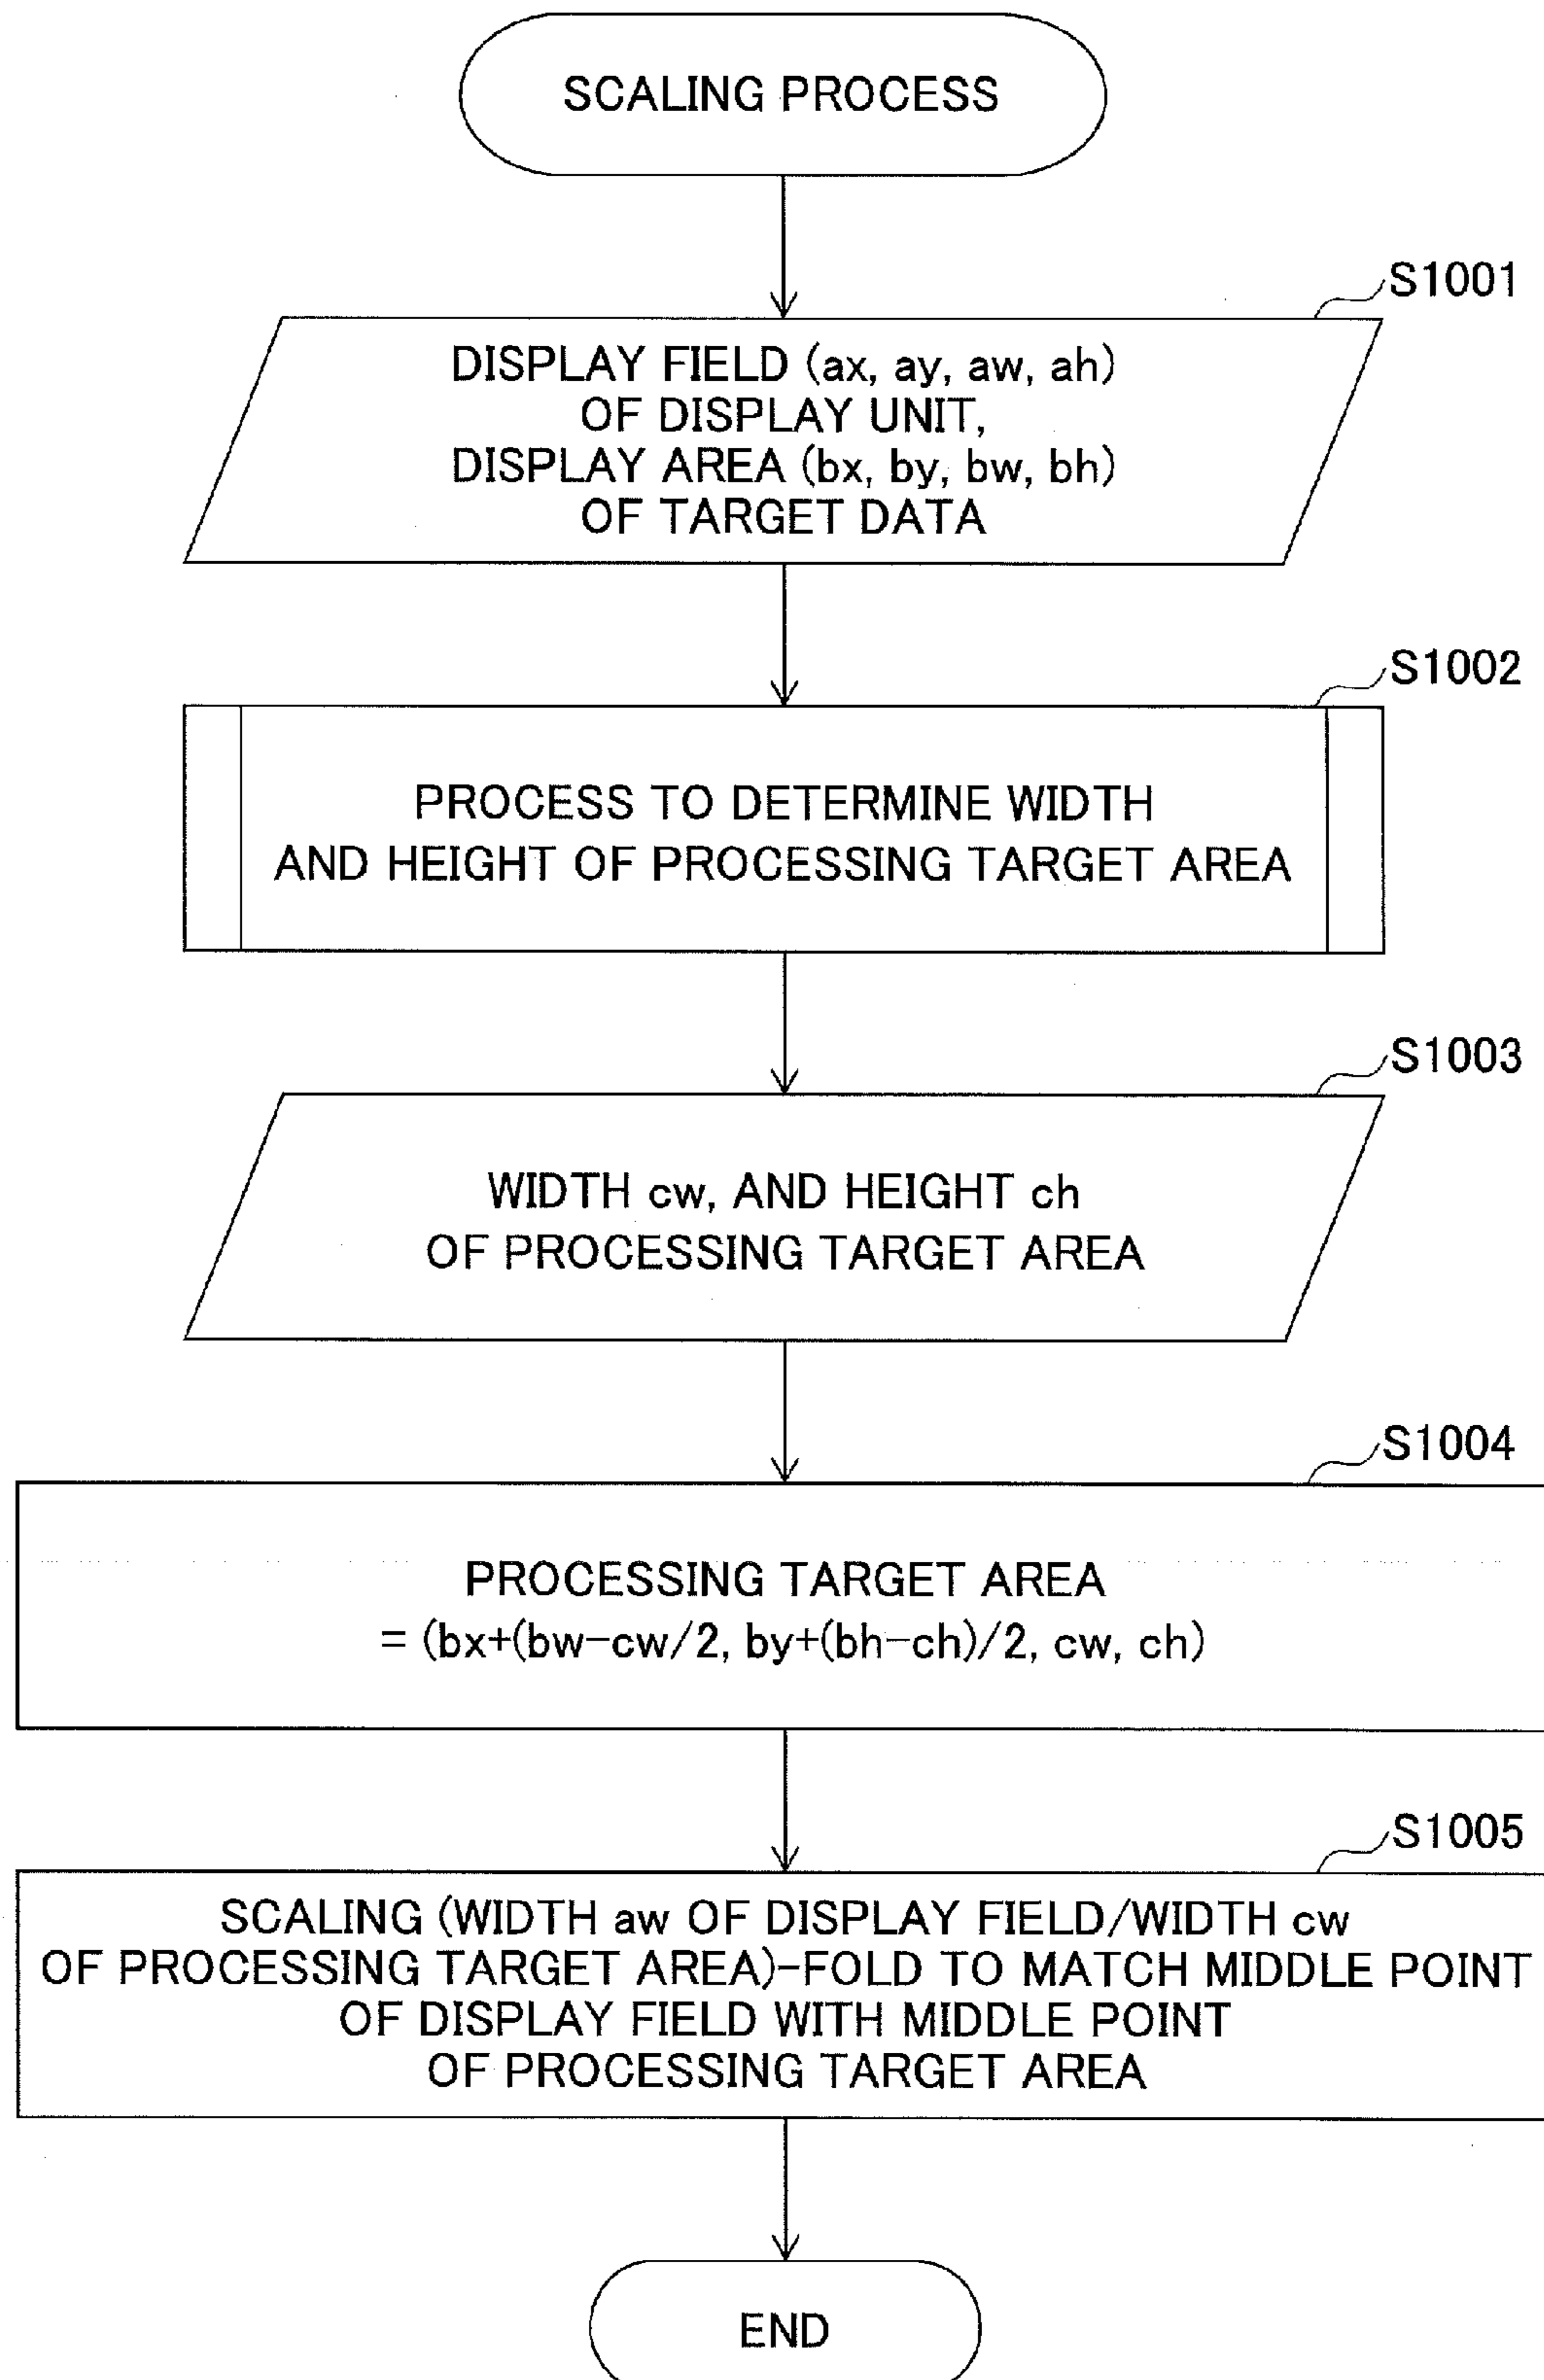 SCALING PROCESS
S1001
DISPLAY FIELD (ax, ay, aw, ah)
OF DISPLAY UNIT,
DISPLAY AREA (bx, by, bw, bh)
OF TARGET DATA
S1002
PROCESS TO DETERMINE WIDTH
AND HEIGHT OF PROCESSING TARGET AREA
S1003
WIDTH cw, AND HEIGHT ch
OF PROCESSING TARGET AREA
S1004
PROCESSING TARGET AREA
= (bx+(bw-cw/2, by+(bh-ch)/2, cw, ch)
S1005
SCALING (WIDTH aw OF DISPLAY FIELD/WIDTH cw
OF PROCESSING TARGET AREA)-FOLD TO MATCH MIDDLE POINT
OF DISPLAY FIELD WITH MIDDLE POINT
OF PROCESSING TARGET AREA
END